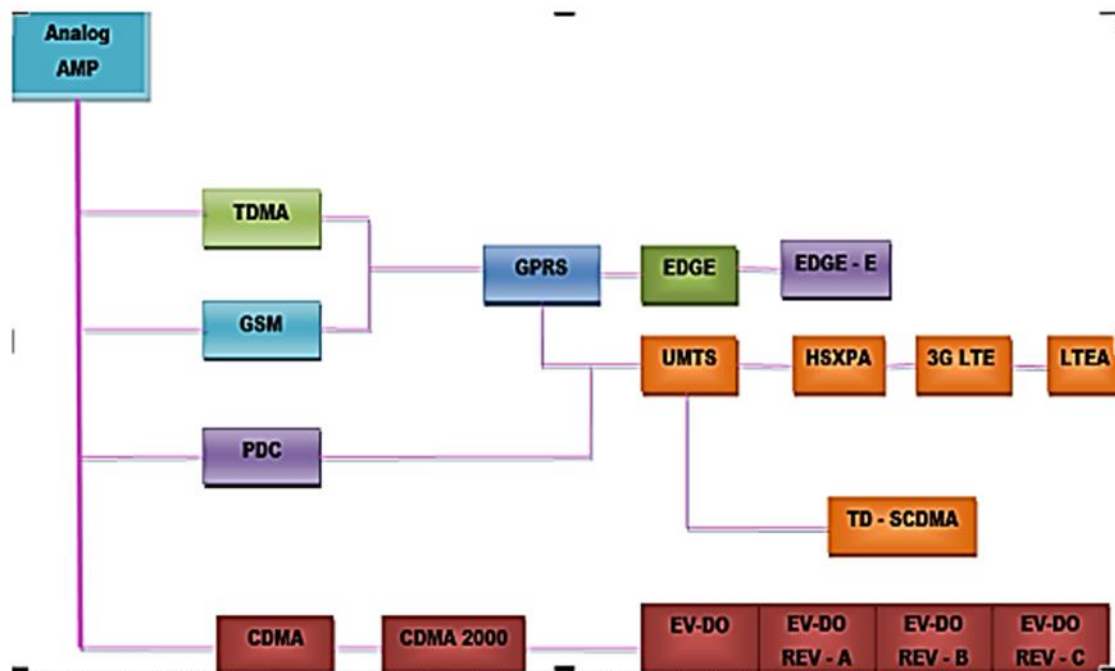 Analog
AMP
TDMA
GSM
PDC
GPRS
EDGE
EDGE - E
UMTS
HSXPA
3G LTE
LTEA
TD - SCDMA
CDMA
CDMA 2000
EV-DO
EV-DO
REV - A
EV-DO
REV - B
EV-DO
REV - C